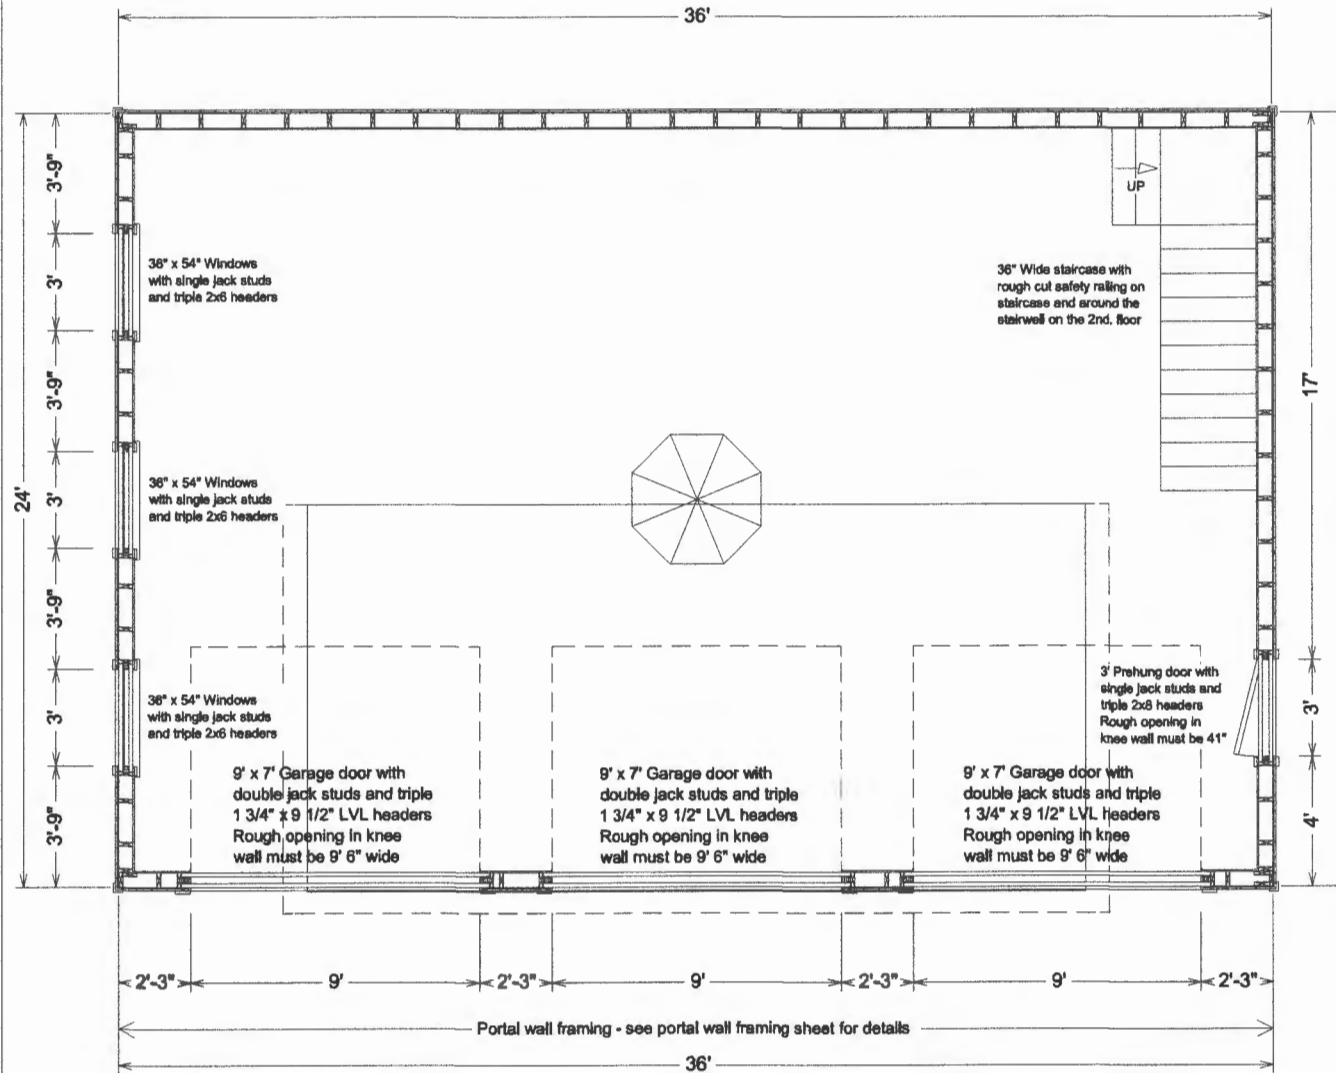 36'
3'-9"
3'
3'-9"
3'
3'-9"
3'
3'-9"
24'
36" x 54" Windows
with single jack studs
and triple 2x6 headers
36" x 54" Windows
with single jack studs
and triple 2x6 headers
36" x 54" Windows
with single jack studs
and triple 2x6 headers
UP
36" Wide staircase with
rough cut safety railing on
staircase and around the
stairwell on the 2nd. floor
17'
3'
4'
3' Prehung door with
single jack studs and
triple 2x8 headers
Rough opening in
knee wall must be 41"
9' x 7' Garage door with
double jack studs and triple
1 3/4" x 9 1/2" LVL headers
Rough opening in knee
wall must be 9' 6" wide
9' x 7' Garage door with
double jack studs and triple
1 3/4" x 9 1/2" LVL headers
Rough opening in knee
wall must be 9' 6" wide
9' x 7' Garage door with
double jack studs and triple
1 3/4" x 9 1/2" LVL headers
Rough opening in knee
wall must be 9' 6" wide
2'-3" 9' 2'-3" 9' 2'-3" 9' 2'-3"
Portal wall framing - see portal wall framing sheet for details
36'